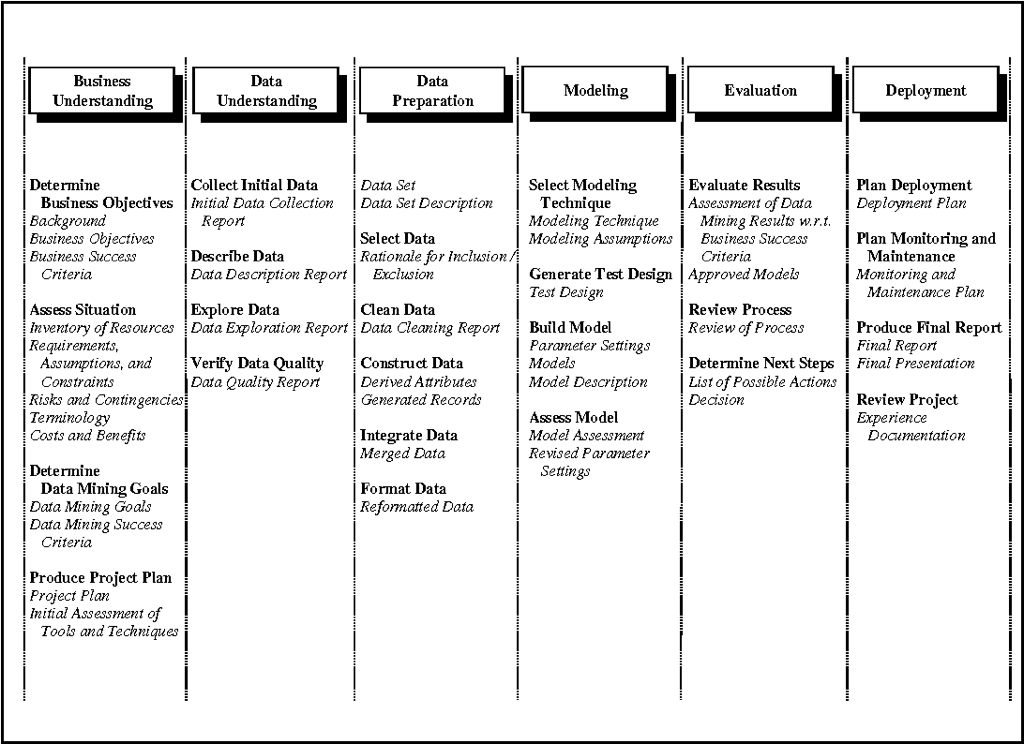 Business
Understanding
Data
Understanding
Data
Preparation
Modeling
Evaluation
Deployment
Determine
Business Objectives
Background
Business Objectives
Business Success
Criteria
Assess Situation
Inventory of Resources
Requirements,
Assumptions, and
Constraints
Risks and Contingencies
Terminology
Costs and Benefits
Determine
Data Mining Goals
Data Mining Goals
Data Mining Success
Criteria
Produce Project Plan
Project Plan
Initial Assessment of
Tools and Techniques
Collect Initial Data
Initial Data Collection
Report
Describe Data
Data Description Report
Explore Data
Data Exploration Report
Verify Data Quality
Data Quality Report
Data Set
Data Set Description
Select Data
Rationale for Inclusion /
Exclusion
Clean Data
Data Cleaning Report
Construct Data
Derived Attributes
Generated Records
Integrate Data
Merged Data
Format Data
Reformatted Data
Select Modeling
Technique
Modeling Technique
Modeling Assumptions
Generate Test Design
Test Design
Build Model
Parameter Settings
Models
Model Description
Assess Model
Model Assessment
Revised Parameter
Settings
Evaluate Results
Assessment of Data
Mining Results w.r.t.
Business Success
Criteria
Approved Models
Review Process
Review of Process
Determine Next Steps
List of Possible Actions
Decision
Plan Deployment
Deployment Plan
Plan Monitoring and
Maintenance
Monitoring and
Maintenance Plan
Produce Final Report
Final Report
Final Presentation
Review Project
Experience
Documentation